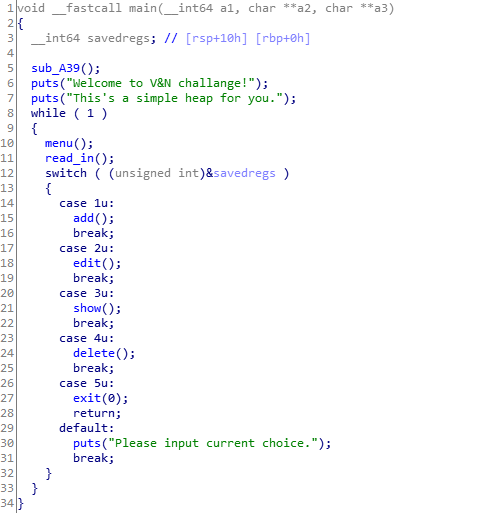 1 void __fastcall main(__int64 a1, char **a2, char **a3)
2 {
3   __int64 savedregs; // [rsp+10h] [rbp+0h]
4
5   sub_A39();
6   puts("Welcome to V&N challange!");
7   puts("This's a simple heap for you.");
8   while ( 1 )
9   {
10     menu();
11     read_in();
12     switch ( (unsigned int)&savedregs )
13     {
14       case 1u:
15         add();
16         break;
17       case 2u:
18         edit();
19         break;
20       case 3u:
21         show();
22         break;
23       case 4u:
24         delete();
25         break;
26       case 5u:
27         exit(0);
28         return;
29       default:
30         puts("Please input current choice.");
31         break;
32     }
33   }
34 }